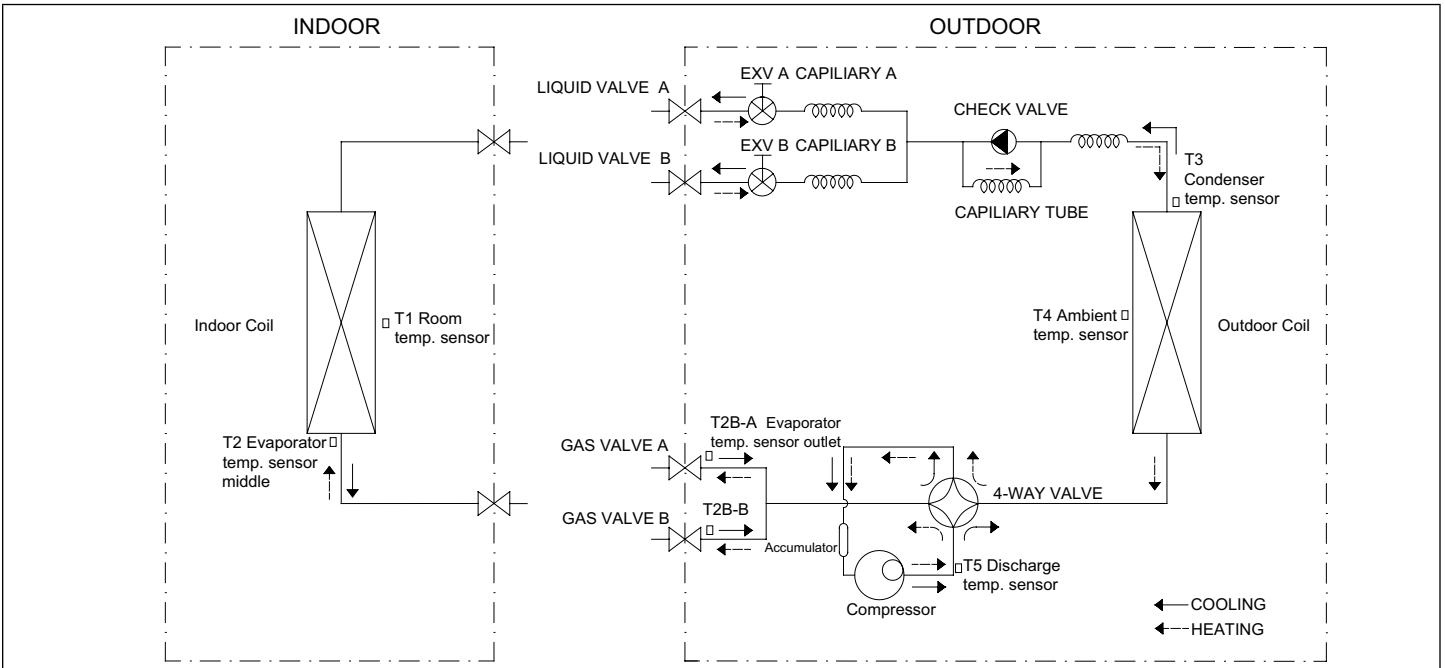 INDOOR
OUTDOOR
LIQUID VALVE A
EXV A CAPILIARY A
CHECK VALVE
LIQUID VALVE B
EXV B CAPILIARY B
T3
Condenser
temp. sensor
CAPILIARY TUBE
Indoor Coil
T1 Room
temp. sensor
T4 Ambient
temp. sensor
Outdoor Coil
T2 Evaporator
temp. sensor
middle
GAS VALVE A
T2B-A Evaporator
temp. sensor outlet
4-WAY VALVE
GAS VALVE B
T2B-B
Accumulator
T5 Discharge
temp. sensor
Compressor
COOLING
HEATING